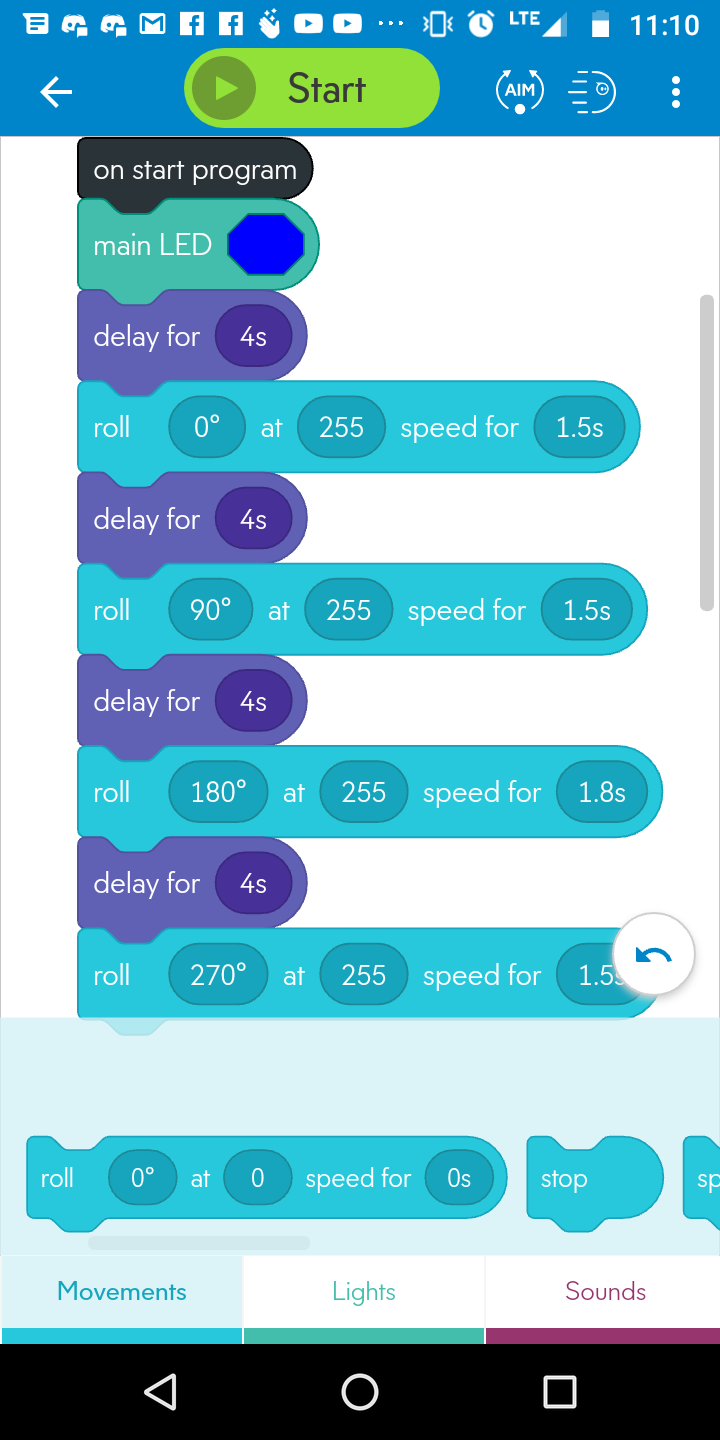 LTE 11:10
Start AIM
on start program
main LED
delay for 4s
roll 0° at 255 speed for 1.5s
delay for 4s
roll 90° at 255 speed for 1.5s
delay for 4s
roll 180° at 255 speed for 1.8s
delay for 4s
roll 270° at 255 speed for 1.5s
roll 0° at 0 speed for 0s stop sp
Movements Lights Sounds